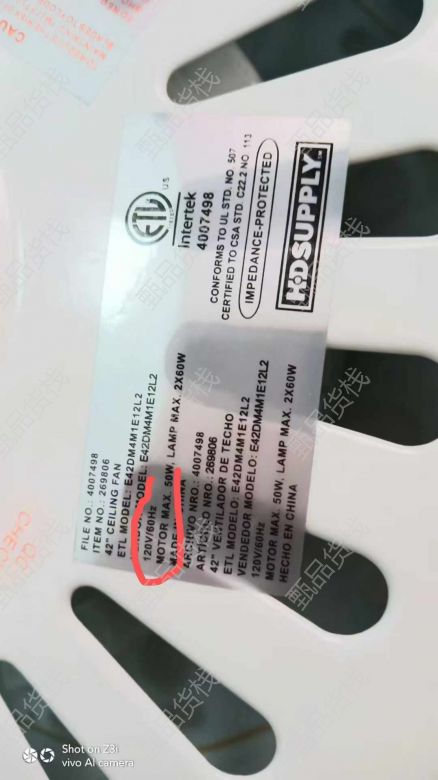 ETL
US
Intertek
4007498
CONFORMS TO UL STD. NO 507
CERTIFIED TO CSA STD. C22.2 NO 113
IMPEDANCE-PROTECTED
HDSUPPLY
FILE NO.: 4007498
ITEM NO.: 269806
42" CEILING FAN
ETL MODEL: E42DM4M1E12L2
MODEL: E42DM4M1E12L2
120V/60Hz
MOTOR MAX. 50W, LAMP MAX. 2X60W
MADE IN CHINA
ARCHIVO NRO.: 4007498
ARTICULO NRO. :269806
42" VENTILADOR DE TECHO
ETL MODELO: E42DM4M1E12L2
VENDEDOR MODELO: E42DM4M1E12L2
120V/60Hz
MOTOR MAX. 50W, LAMP MAX. 2X60W
HECHO EN CHINA
甄品货栈
Shot on Z3i
vivo AI camera